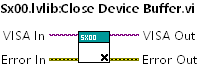 Sx00.lvlib:Close Device Buffer.vi
VISA In
Sx00
VISA Out
Error In
Error Out